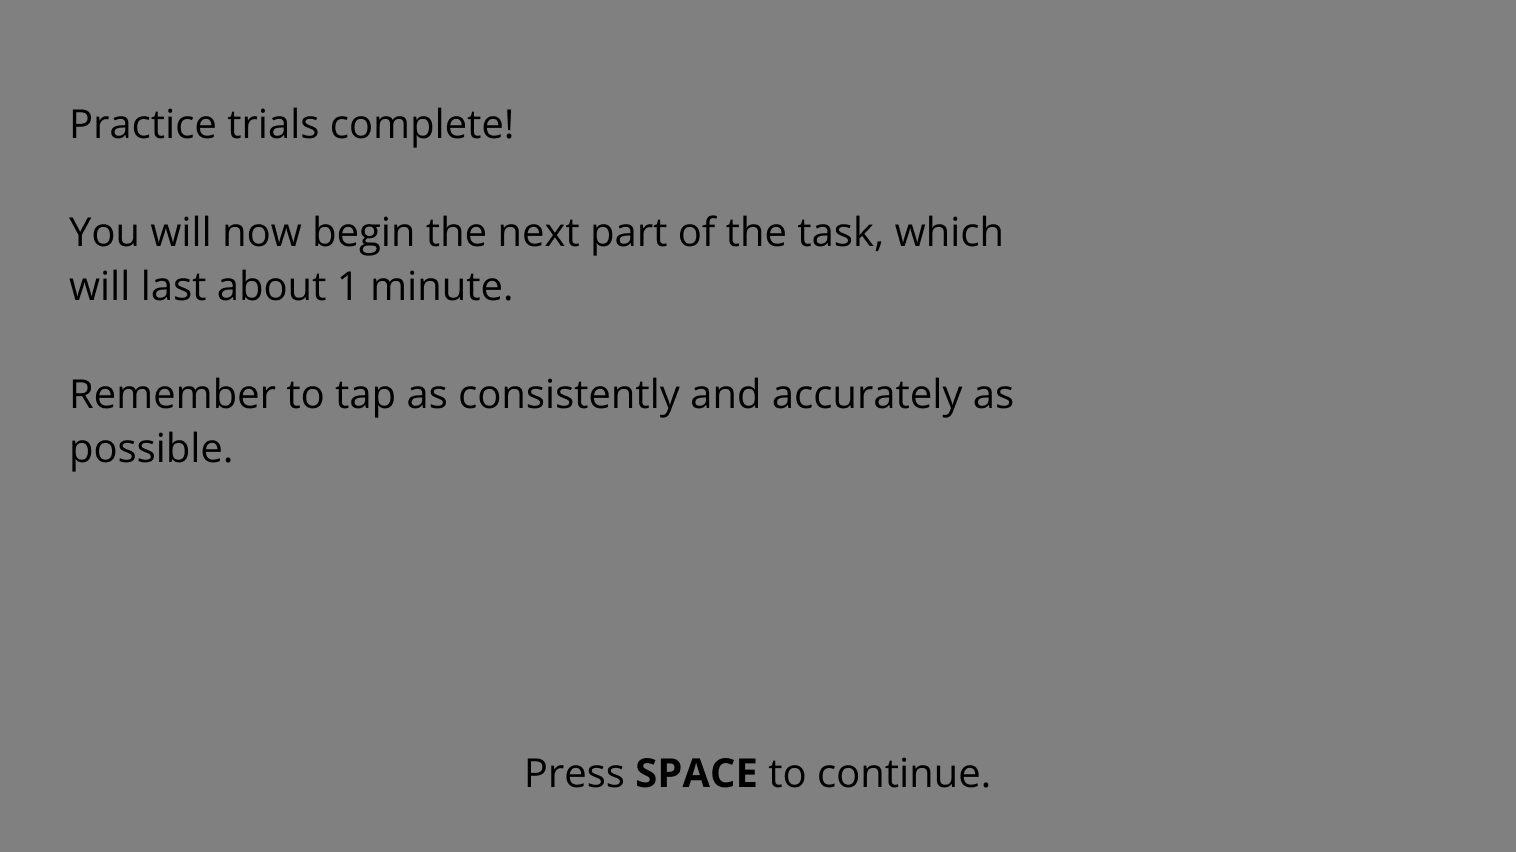 Practice trials complete!
You will now begin the next part of the task, which
will last about 1 minute.
Remember to tap as consistently and accurately as
possible.
Press SPACE to continue.